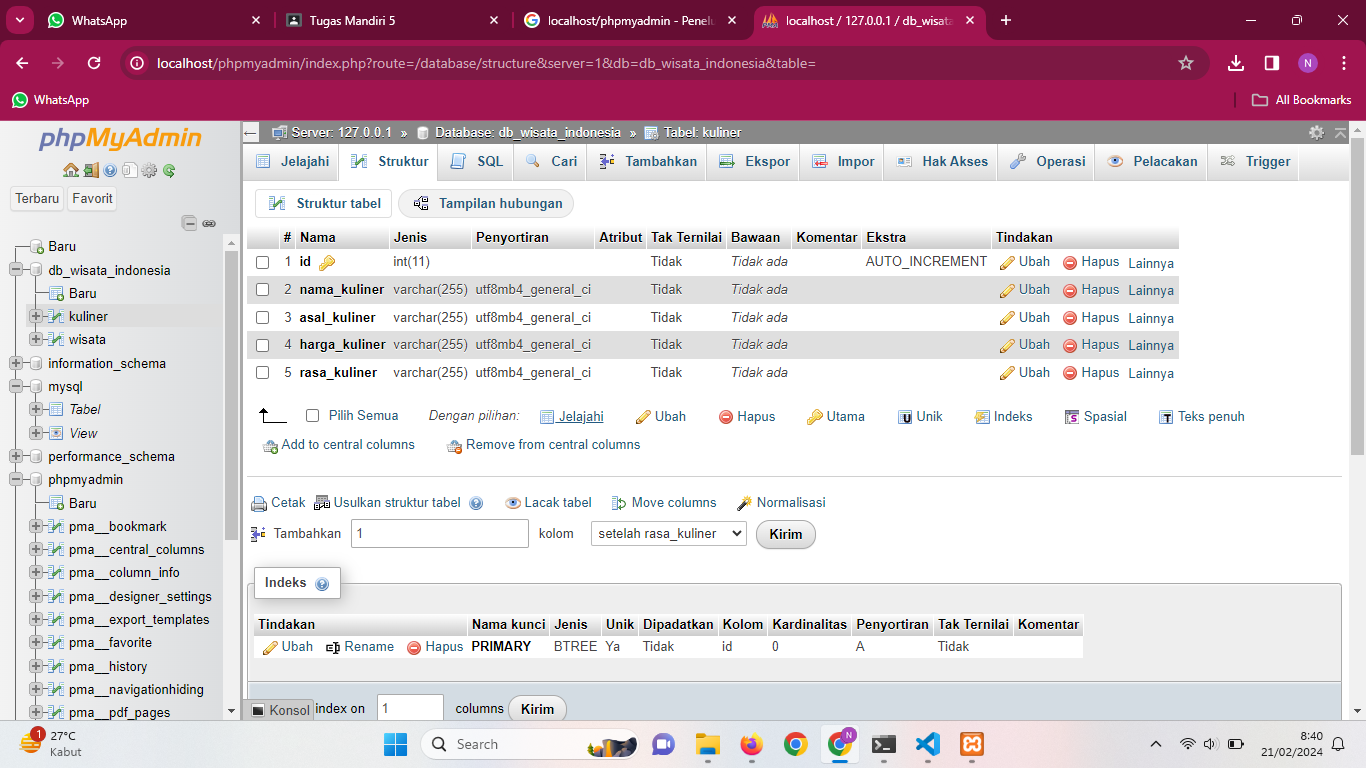 WhatsApp
Tugas Mandiri 5
localhost/phpmyadmin - Penelu
localhost / 127.0.0.1 / db_wisata
localhost/phpmyadmin/index.php?route=/database/structure&server=1&db=db_wisata_indonesia&table=
N
WhatsApp
All Bookmarks
phpMyAdmin
Terbaru
Favorit
Baru
db_wisata_indonesia
Baru
kuliner
wisata
information_schema
mysql
Tabel
View
performance_schema
phpmyadmin
Baru
pma__bookmark
pma__central_columns
pma__column_info
pma__designer_settings
pma__export_templates
pma__favorite
pma__history
pma__navigationhiding
pma__pdf_pages
Server: 127.0.0.1 » Database: db_wisata_indonesia » Tabel: kuliner
Jelajahi Struktur SQL Cari Tambahkan Ekspor Impor Hak Akses Operasi Pelacakan Trigger
Struktur tabel Tampilan hubungan
# Nama Jenis Penyortiran Atribut Tak Ternilai Bawaan Komentar Ekstra Tindakan
1 id int(11) Tidak Tidak ada AUTO_INCREMENT Ubah Hapus Lainnya
2 nama_kuliner varchar(255) utf8mb4_general_ci Tidak Tidak ada Ubah Hapus Lainnya
3 asal_kuliner varchar(255) utf8mb4_general_ci Tidak Tidak ada Ubah Hapus Lainnya
4 harga_kuliner varchar(255) utf8mb4_general_ci Tidak Tidak ada Ubah Hapus Lainnya
5 rasa_kuliner varchar(255) utf8mb4_general_ci Tidak Tidak ada Ubah Hapus Lainnya
Pilih Semua Dengan pilihan: Jelajahi Ubah Hapus Utama Unik Indeks Spasial Teks penuh
Add to central columns Remove from central columns
Cetak Usulkan struktur tabel Lacak tabel Move columns Normalisasi
Tambahkan 1 kolom setelah rasa_kuliner Kirim
Indeks
Tindakan Nama kunci Jenis Unik Dipadatkan Kolom Kardinalitas Penyortiran Tak Ternilai Komentar
Ubah Rename Hapus PRIMARY BTREE Ya Tidak id 0 A Tidak
Konsol index on 1 columns Kirim
1
27°C
Kabut
Search
N
8:40
21/02/2024